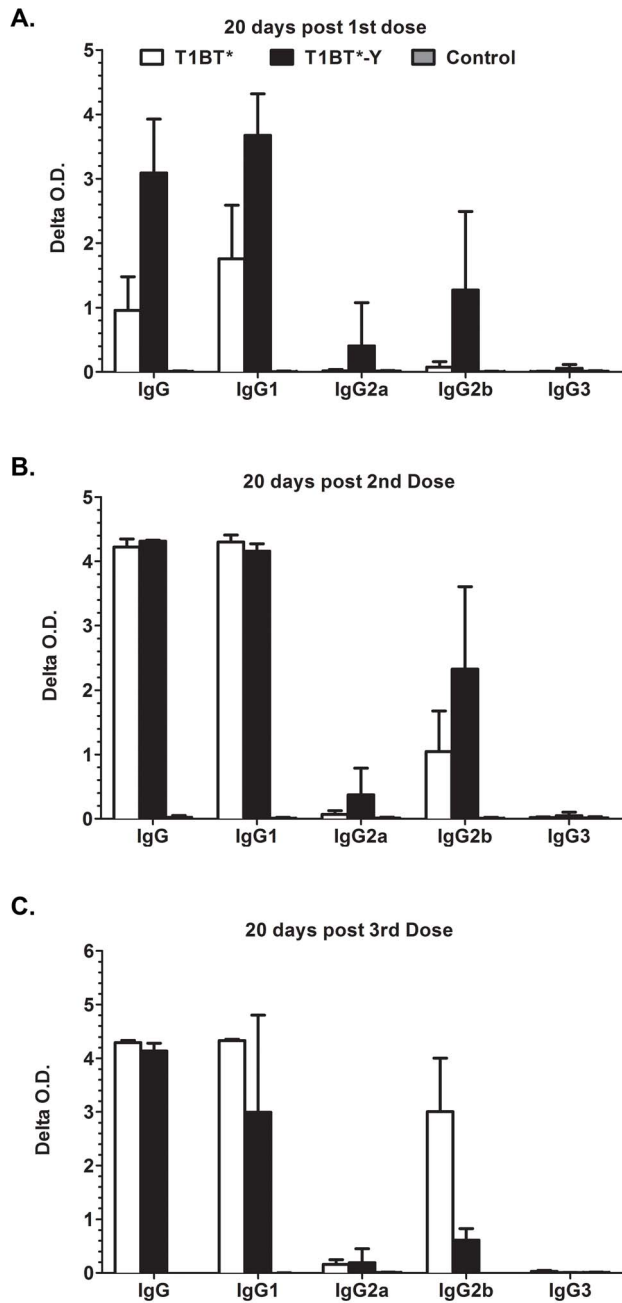 A.
20 days post 1st dose
T1BT* T1BT*-Y Control
5
4
3
2
1
0
Delta O.D.
IgG IgG1 IgG2a IgG2b IgG3
B.
20 days post 2nd Dose
5
4
3
2
1
0
Delta O.D.
IgG IgG1 IgG2a IgG2b IgG3
C.
20 days post 3rd Dose
6
5
4
3
2
1
0
Delta O.D.
IgG IgG1 IgG2a IgG2b IgG3